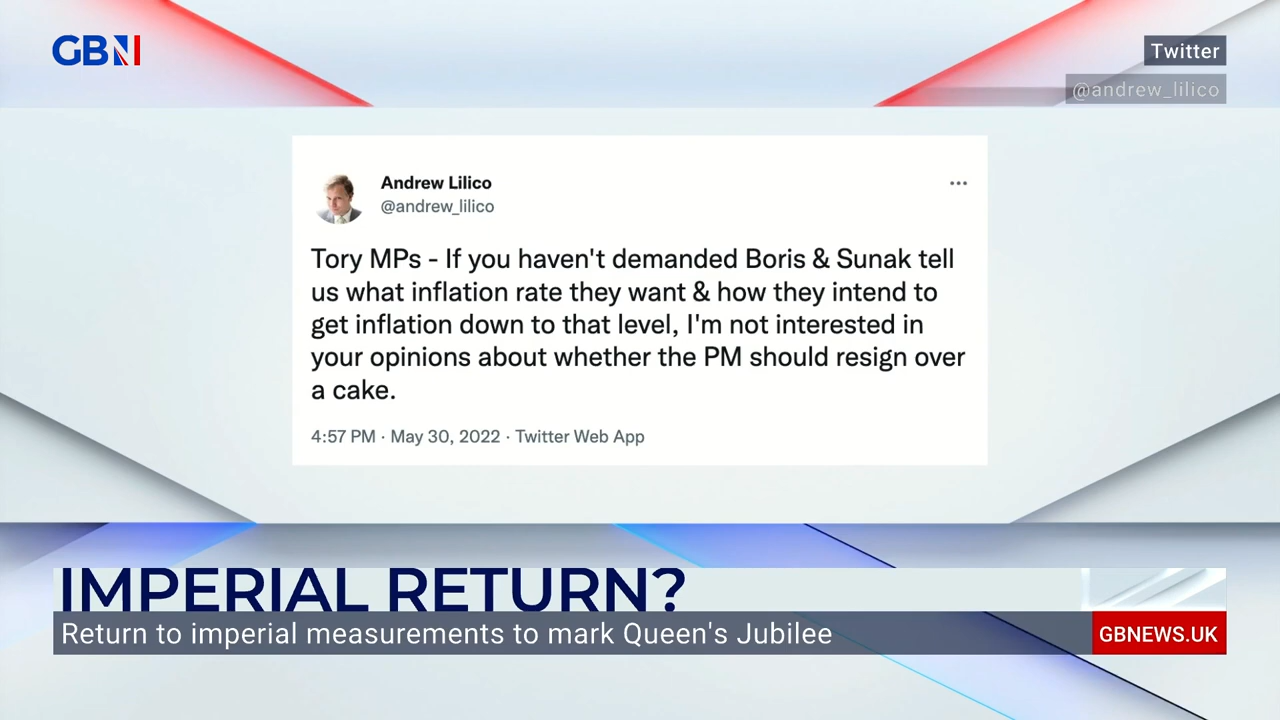 GBN
Twitter
@andrew_lilico
Andrew Lilico
@andrew_lilico
Tory MPs - If you haven't demanded Boris & Sunak tell
us what inflation rate they want & how they intend to
get inflation down to that level, I'm not interested in
your opinions about whether the PM should resign over
a cake.
4:57 PM · May 30, 2022 · Twitter Web App
IMPERIAL RETURN?
Return to imperial measurements to mark Queen's Jubilee
GBNEWS.UK